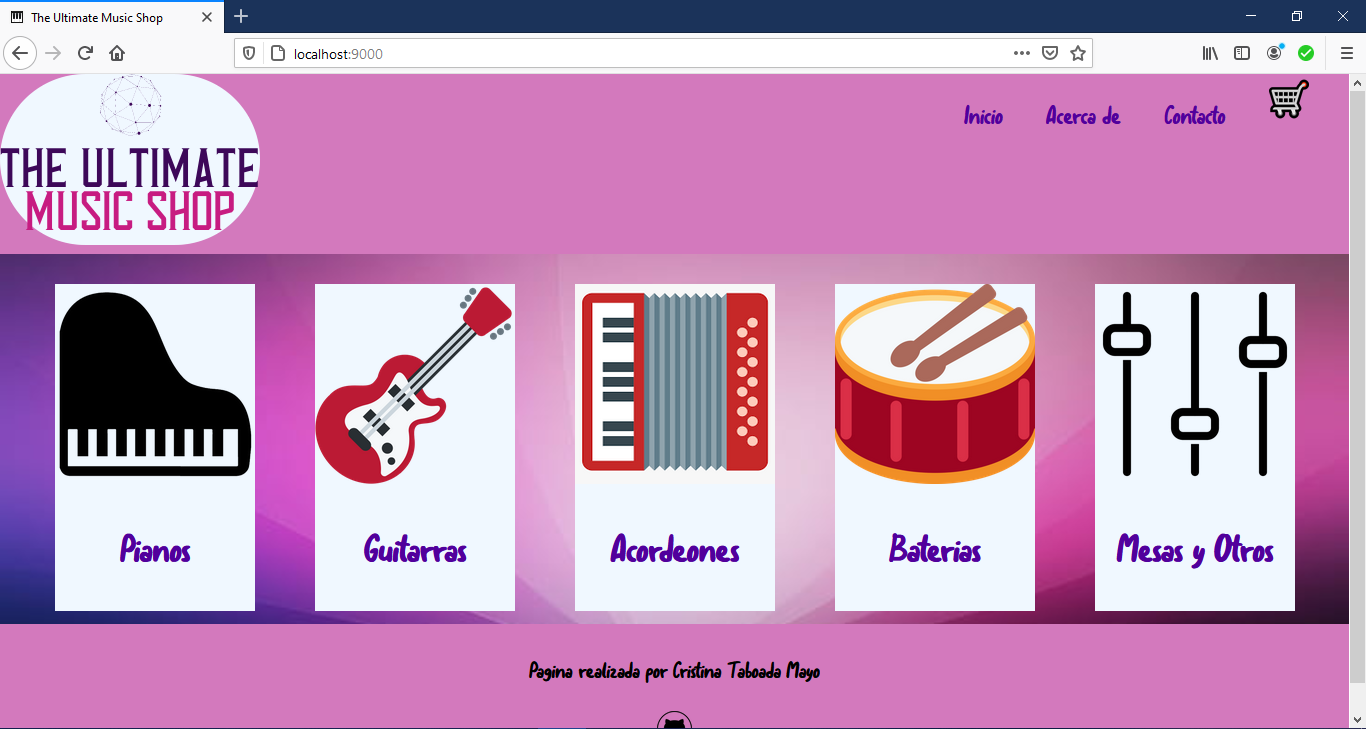 The Ultimate Music Shop
localhost:9000
THE ULTIMATE
MUSIC SHOP
Inicio Acerca de Contacto
Pianos Guitarras Acordeones Baterias Mesas y Otros
Pagina realizada por Cristina Taboada Mayo